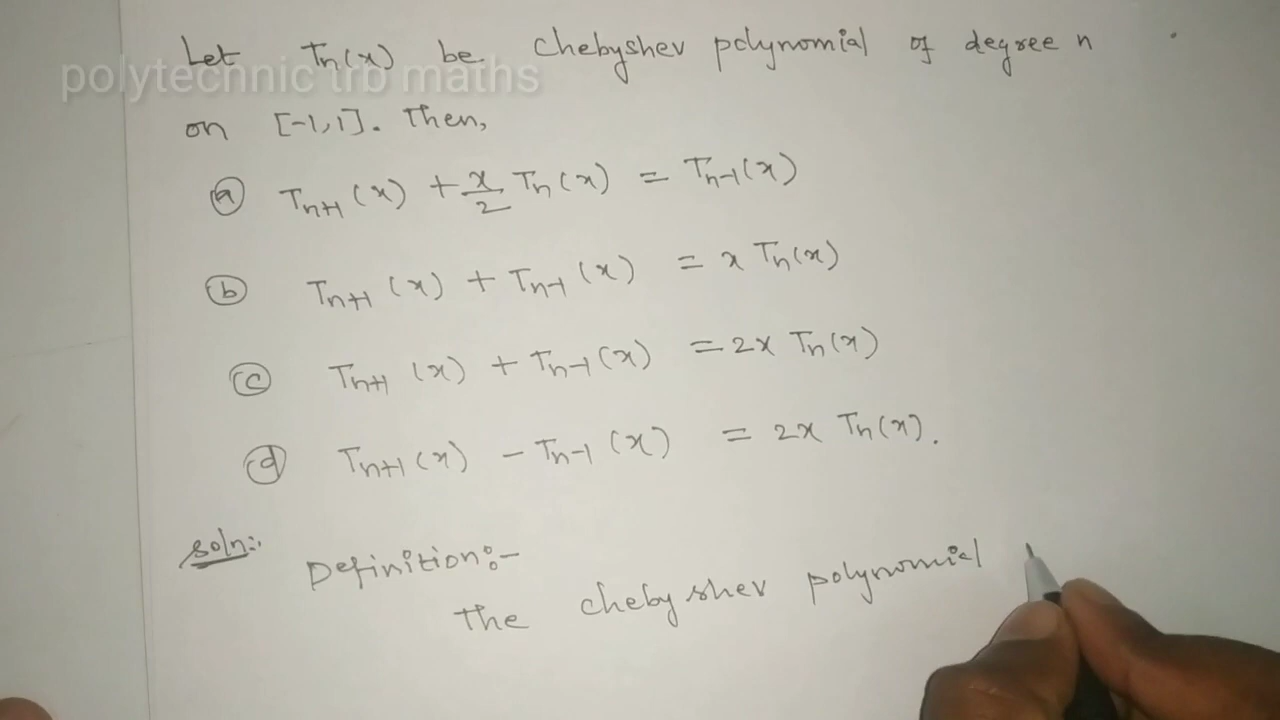 Let Tn(x) be Chebyshev polynomial of degree n
polytechnic trb maths
on [-1,1]. Then,
(a) Tn+1(x) + x/2 Tn(x) = Tn-1(x)
(b) Tn+1(x) + Tn-1(x) = x Tn(x)
(c) Tn+1(x) + Tn-1(x) = 2x Tn(x)
(d) Tn+1(x) - Tn-1(x) = 2x Tn(x).
soln:.
Definition:-
The chebyshev polynomial